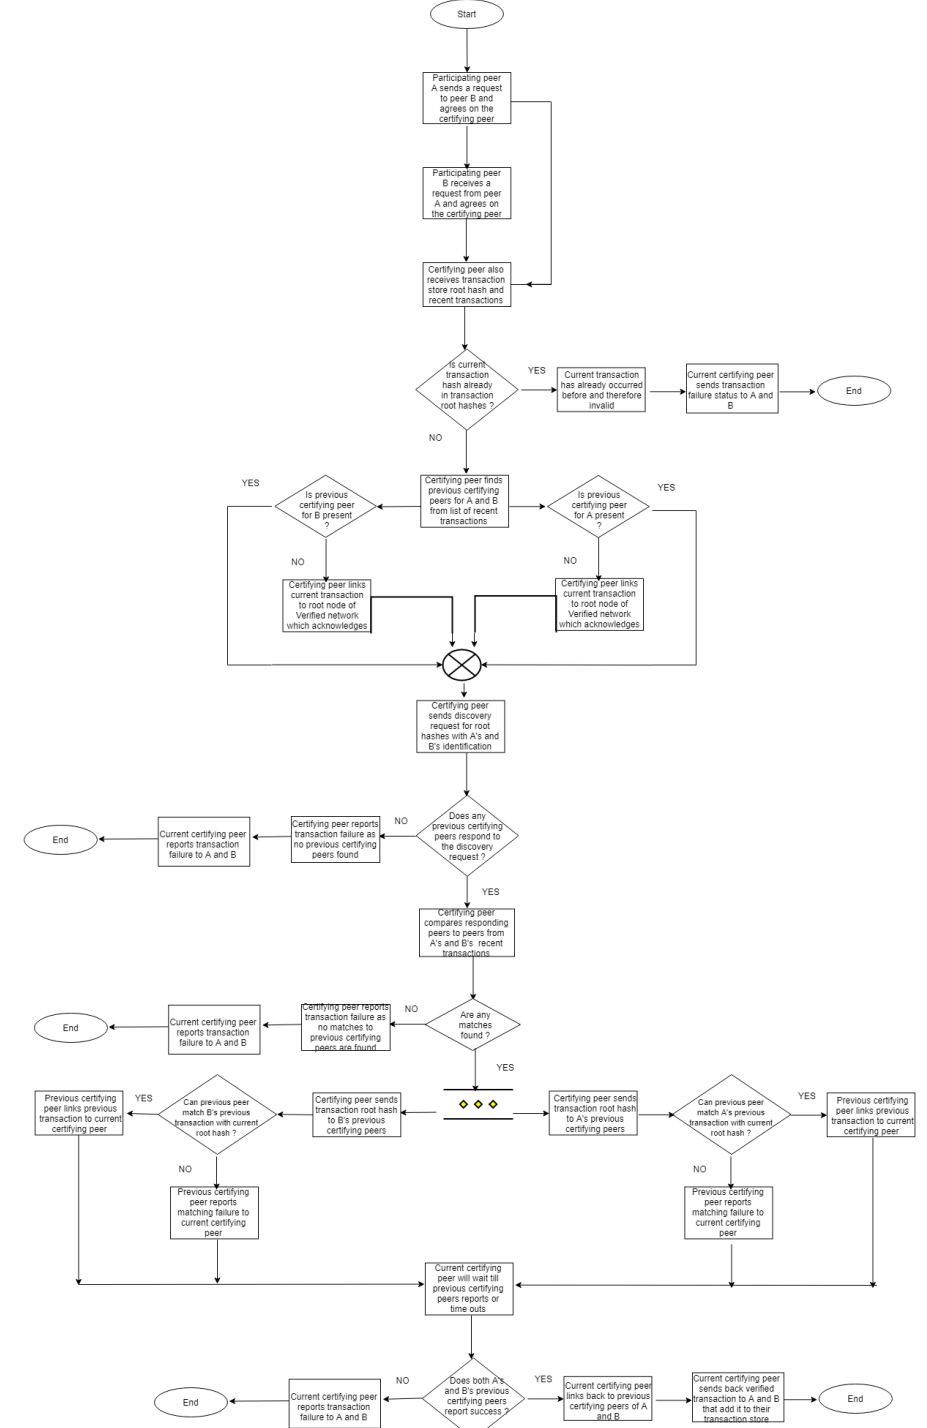 Start
Participating peer
A sends a request
to peer B and
agrees on the
certifying peer
Participating peer
B receives a
request from peer
A and agrees on
the certifying peer
Certifying peer also
receives transaction
store root hash and
recent transactions
Is current
transaction
hash already
in transaction
root hashes ?
YES
Current transaction
has already occurred
before and therefore
invalid
Current certifying peer
sends transaction
failure status to A and
B
End
NO
YES
Is previous
certifying peer
for B present
?
Certifying peer finds
previous certifying
peers for A and B
from list of recent
transactions
Is previous
certifying peer
for A present
?
YES
NO
NO
Certifying peer links
current transaction
to root node of
Verified network
which acknowledges
Certifying peer links
current transaction
to root node of
Verified network
which acknowledges
Certifying peer
sends discovery
request for root
hashes with A's and
B's identification
Does any
previous certifying
peers respond to
the discovery
request ?
NO
Certifying peer reports
transaction failure as
no previous certifying
peers found
Current certifying peer
reports transaction
failure to A and B
End
YES
Certifying peer
compares responding
peers to peers from
A's and B's recent
transactions
Are any
matches
found ?
NO
Certifying peer reports
transaction failure as
no matches to
previous certifying
peers are found
Current certifying peer
reports transaction
failure to A and B
End
YES
Previous certifying
peer links previous
transaction to current
certifying peer
YES
Can previous peer
match B's previous
transaction with current
root hash ?
Certifying peer sends
transaction root hash
to B's previous
certifying peers
Certifying peer sends
transaction root hash
to A's previous
certifying peers
Can previous peer
match A's previous
transaction with current
root hash ?
YES
Previous certifying
peer links previous
transaction to current
certifying peer
NO
NO
Previous certifying
peer reports
matching failure to
current certifying
peer
Previous certifying
peer reports
matching failure to
current certifying
peer
Current certifying
peer will wait till
previous certifying
peers reports or
time outs
Does both A's
and B's previous
certifying peers
report success ?
NO
Current certifying peer
reports transaction
failure to A and B
End
YES
Current certifying peer
links back to previous
certifying peers of A
and B
Current certifying peer
sends back verified
transaction to A and B
that add it to their
transaction store
End